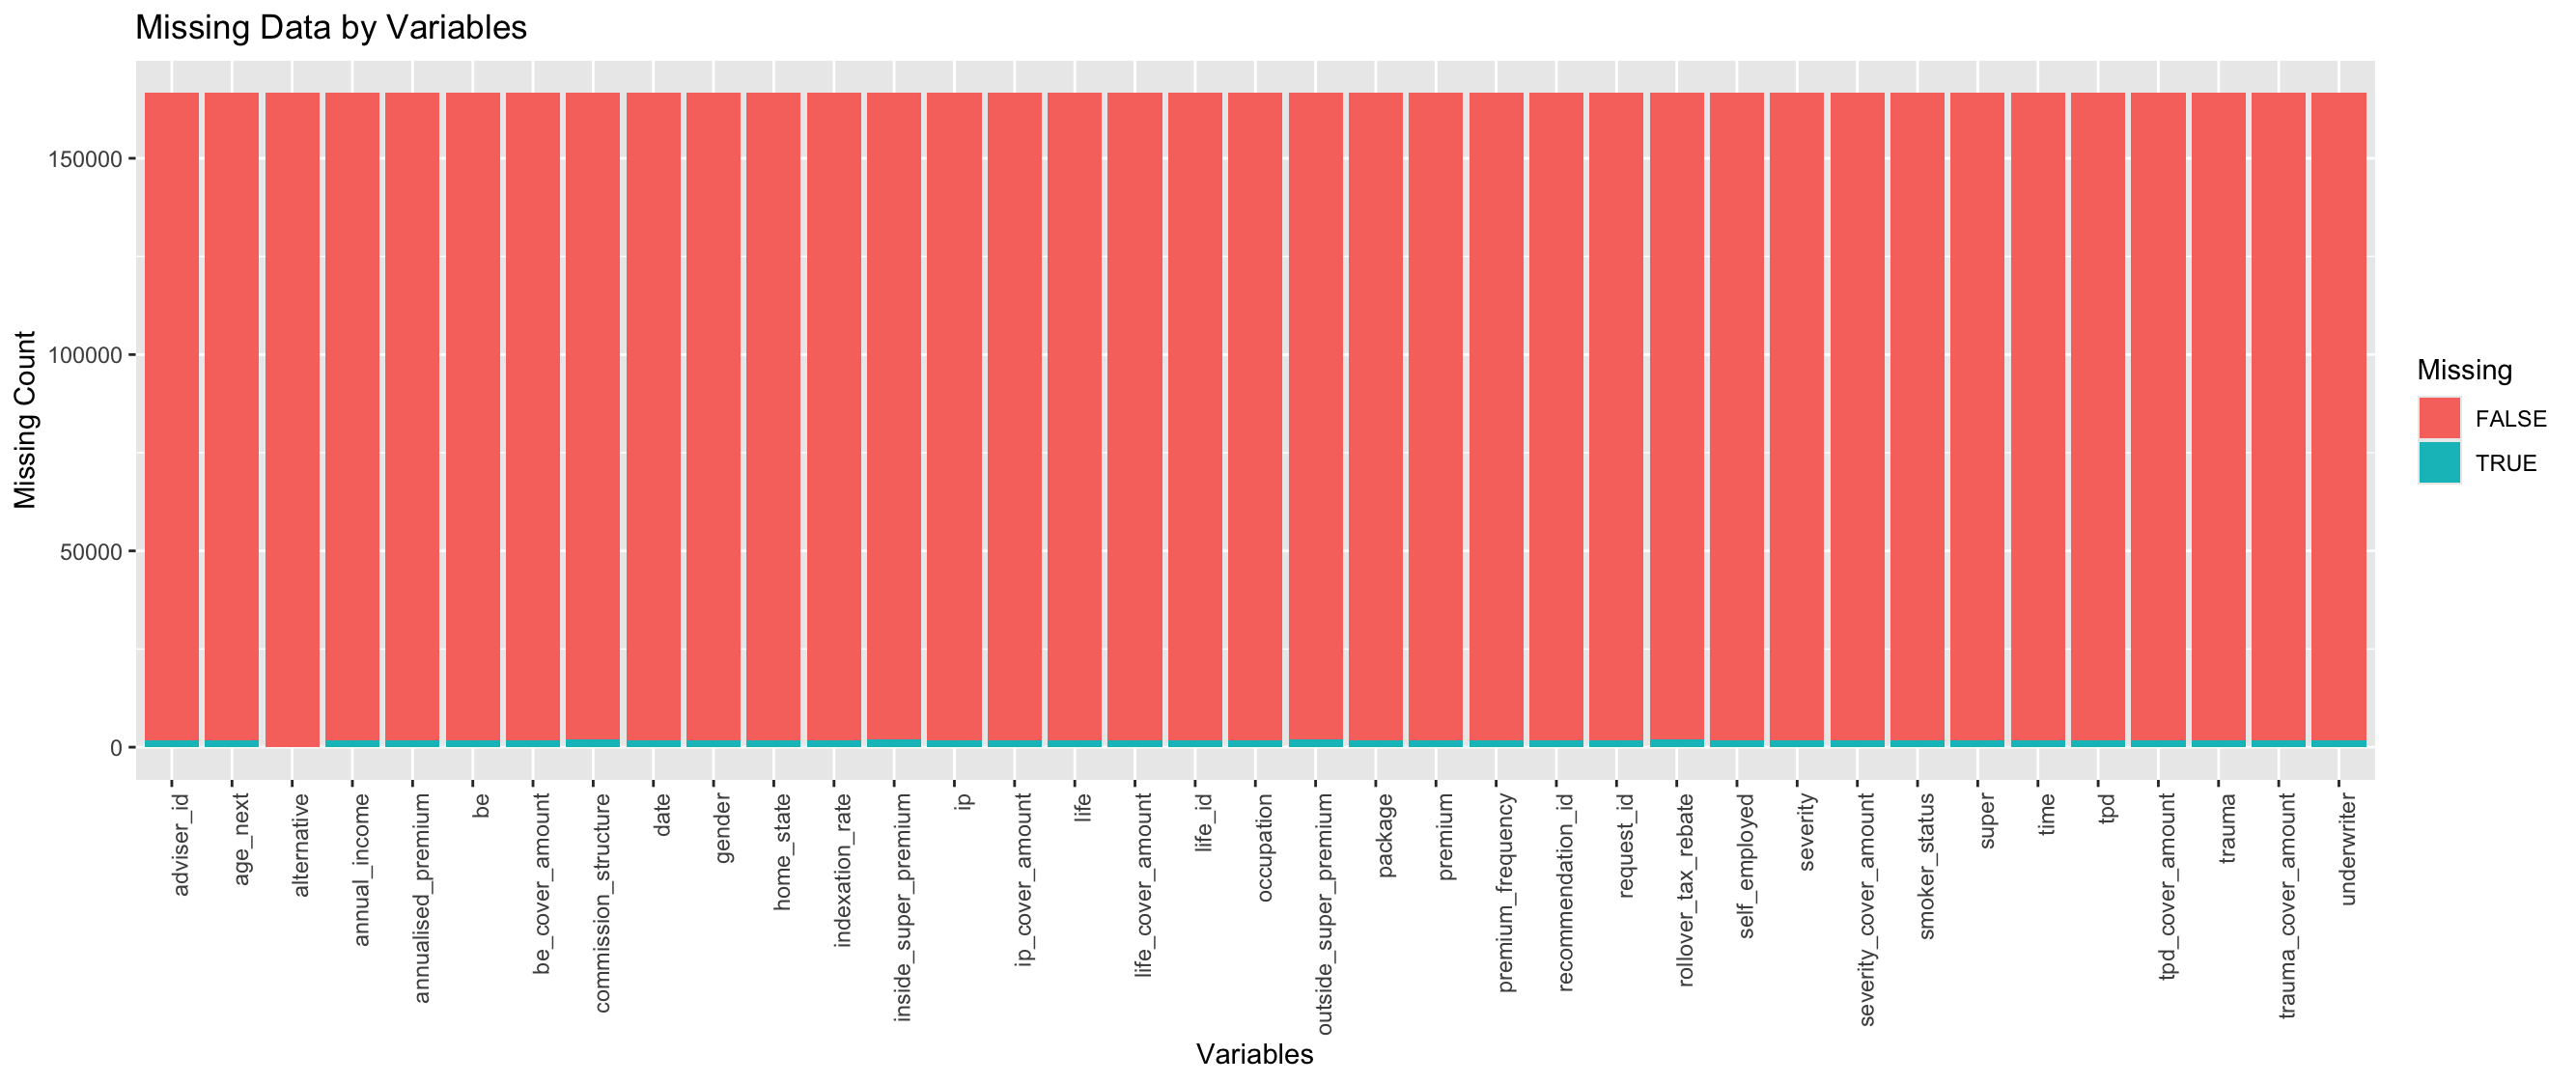 Missing Data by Variables
Missing Count
150000
100000
50000
0
adviser_id
age_next
alternative
annual_income
annualised_premium
be
be_cover_amount
commission_structure
date
gender
home_state
indexation_rate
inside_super_premium
ip
ip_cover_amount
life
life_cover_amount
life_id
occupation
outside_super_premium
package
premium
premium_frequency
recommendation_id
request_id
rollover_tax_rebate
self_employed
severity
severity_cover_amount
smoker_status
super
time
tpd
tpd_cover_amount
trauma
trauma_cover_amount
underwriter
Variables
Missing
FALSE
TRUE